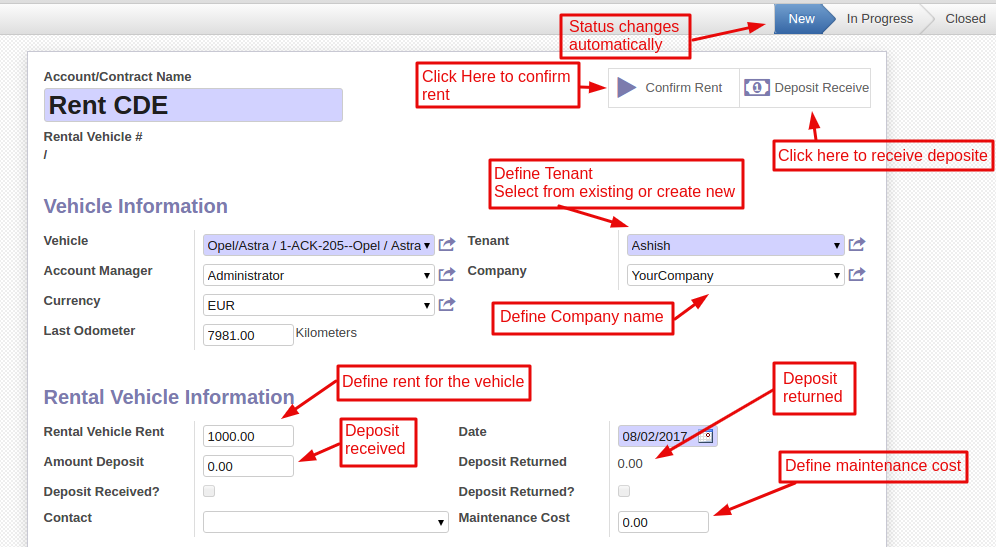 New
In Progress
Closed
Status changes
automatically
Account/Contract Name
Click Here to confirm
rent
Confirm Rent
Deposit Receive
Rent CDE
Rental Vehicle #
/
Click here to receive deposite
Define Tenant
Select from existing or create new
Vehicle Information
Vehicle
Opel/Astra / 1-ACK-205--Opel / Astra
Tenant
Ashish
Account Manager
Administrator
Company
YourCompany
Currency
EUR
Define Company name
Last Odometer
7981.00
Kilometers
Define rent for the vehicle
Deposit
returned
Rental Vehicle Information
Rental Vehicle Rent
1000.00
Deposit
received
Date
08/02/2017
Amount Deposit
0.00
Deposit Returned
0.00
Define maintenance cost
Deposit Received?
Deposit Returned?
Contact
Maintenance Cost
0.00